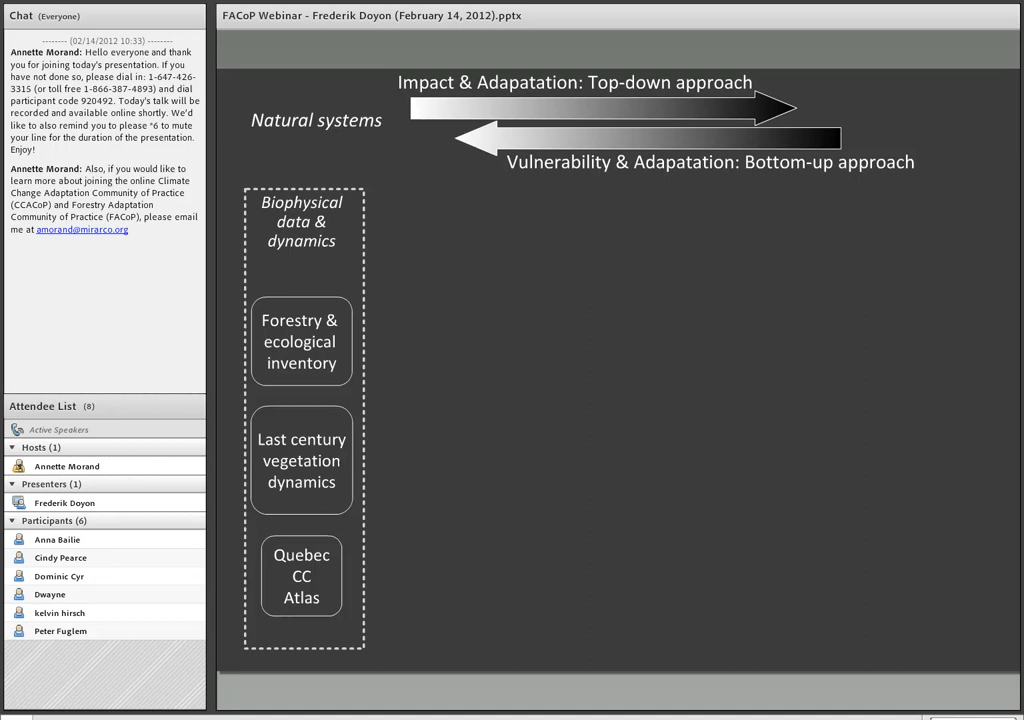 Chat (Everyone)
-------- (02/14/2012 10:33) --------
Annette Morand: Hello everyone and thank
you for joining today's presentation. If you
have not done so, please dial in: 1-647-426-
3315 (or toll free 1-866-387-4893) and dial
participant code 920492. Today's talk will be
recorded and available online shortly. We'd
like to also remind you to please *6 to mute
your line for the duration of the presentation.
Enjoy!
Annette Morand: Also, if you would like to
learn more about joining the online Climate
Change Adaptation Community of Practice
(CCACoP) and Forestry Adaptation
Community of Practice (FACoP), please email
me at amorand@mirarco.org
Attendee List (8)
Active Speakers
Hosts (1)
Annette Morand
Presenters (1)
Frederik Doyon
Participants (6)
Anna Bailie
Cindy Pearce
Dominic Cyr
Dwayne
kelvin hirsch
Peter Fuglem
FACoP Webinar - Frederik Doyon (February 14, 2012).pptx
Impact & Adapatation: Top-down approach
Natural systems
Vulnerability & Adapatation: Bottom-up approach
Biophysical
data &
dynamics
Forestry &
ecological
inventory
Last century
vegetation
dynamics
Quebec
CC
Atlas